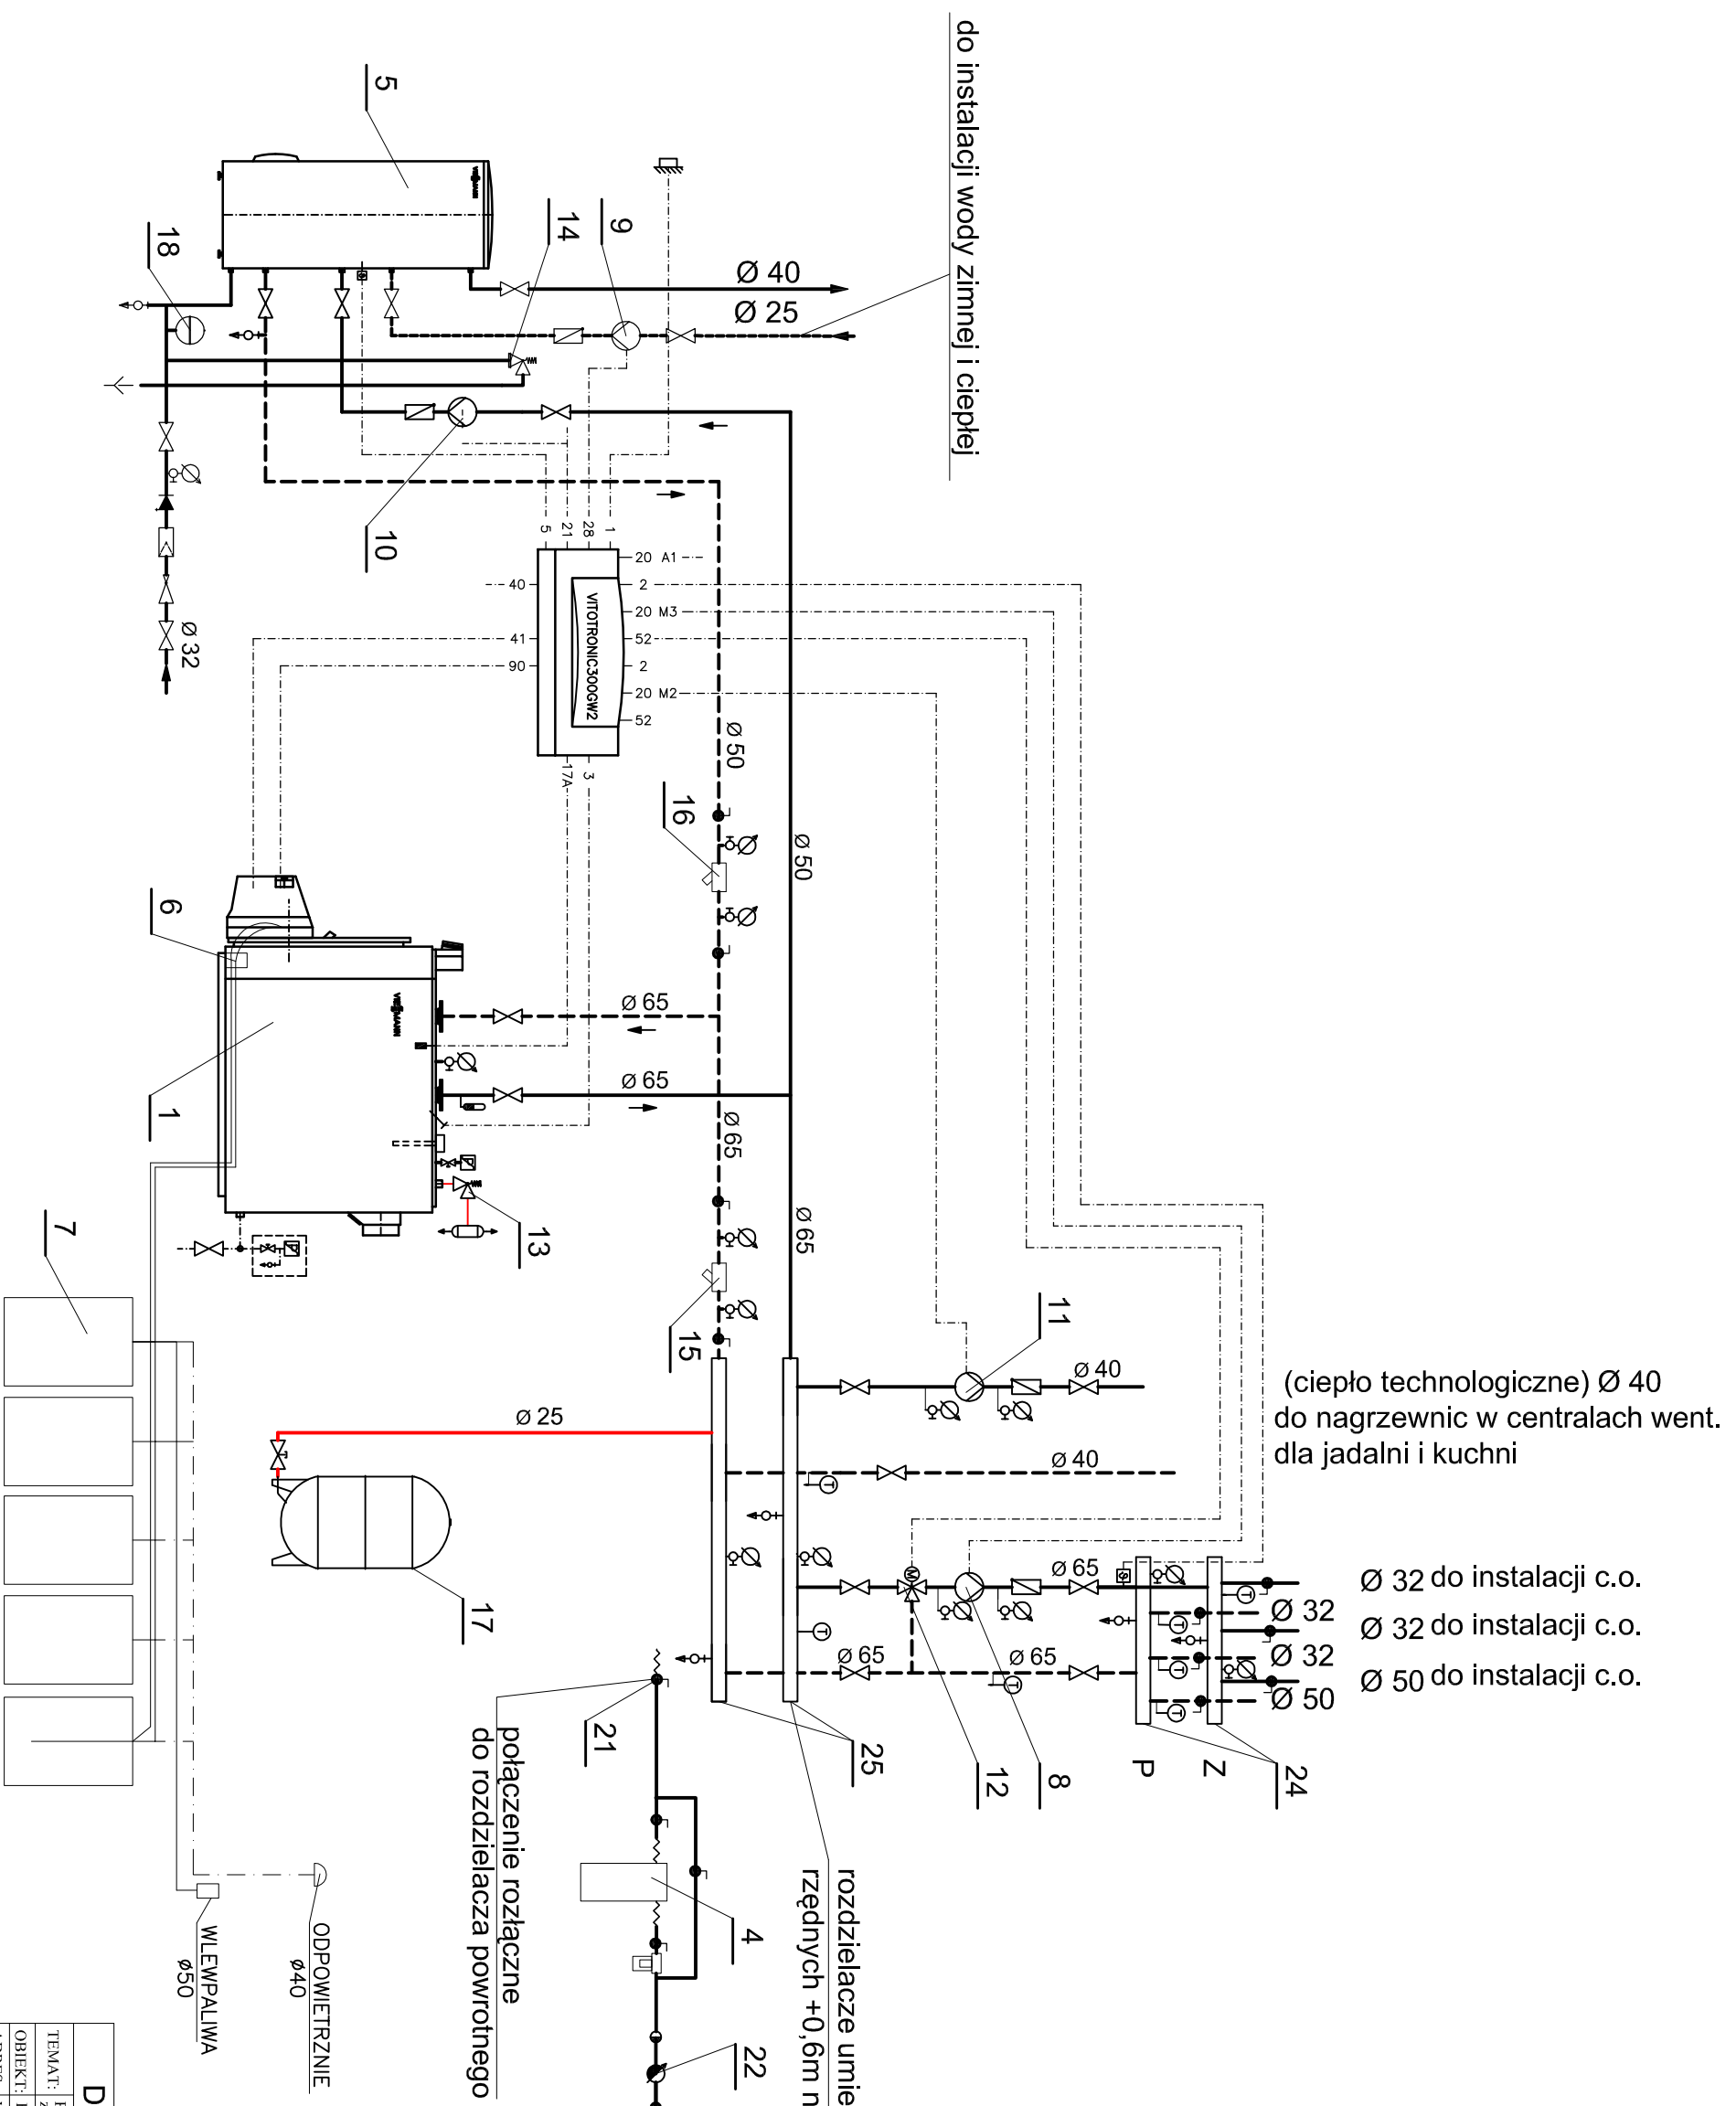 do instalacji wody zimnej i ciepłej
5
18
14
9
Ø 40
Ø 25
10
Ø 32
5
21
28
1
20 A1
2
20 M3
52
2
20 M2
52
40
41
90
VITOTRONIC300GW2
17A
3
Ø 50
Ø 50
16
VIESMANN
VIESMANN
6
1
Ø 65
Ø 65
Ø 65
Ø 65
P
P
13
7
15
11
Ø 40
(ciepło technologiczne) Ø 40
do nagrzewnic w centralach went.
dla jadalni i kuchni
Ø 25
Ø 40
T
M
17
Ø 65
Ø 65
Ø 65
Ø 32 do instalacji c.o.
Ø 32
Ø 32 do instalacji c.o.
Ø 32
Ø 50 do instalacji c.o.
Ø 50
T
T
T
T
T
T
S
P
Z
24
8
12
25
21
połączenie rozłączne
do rozdzielacza powrotnego
4
22
rozdzielacze umie
rzędnych +0,6m n
ODPOWIETRZNIE
Ø40
WLEWPALIWA
Ø50
D
TEMAT:
OBIEKT: